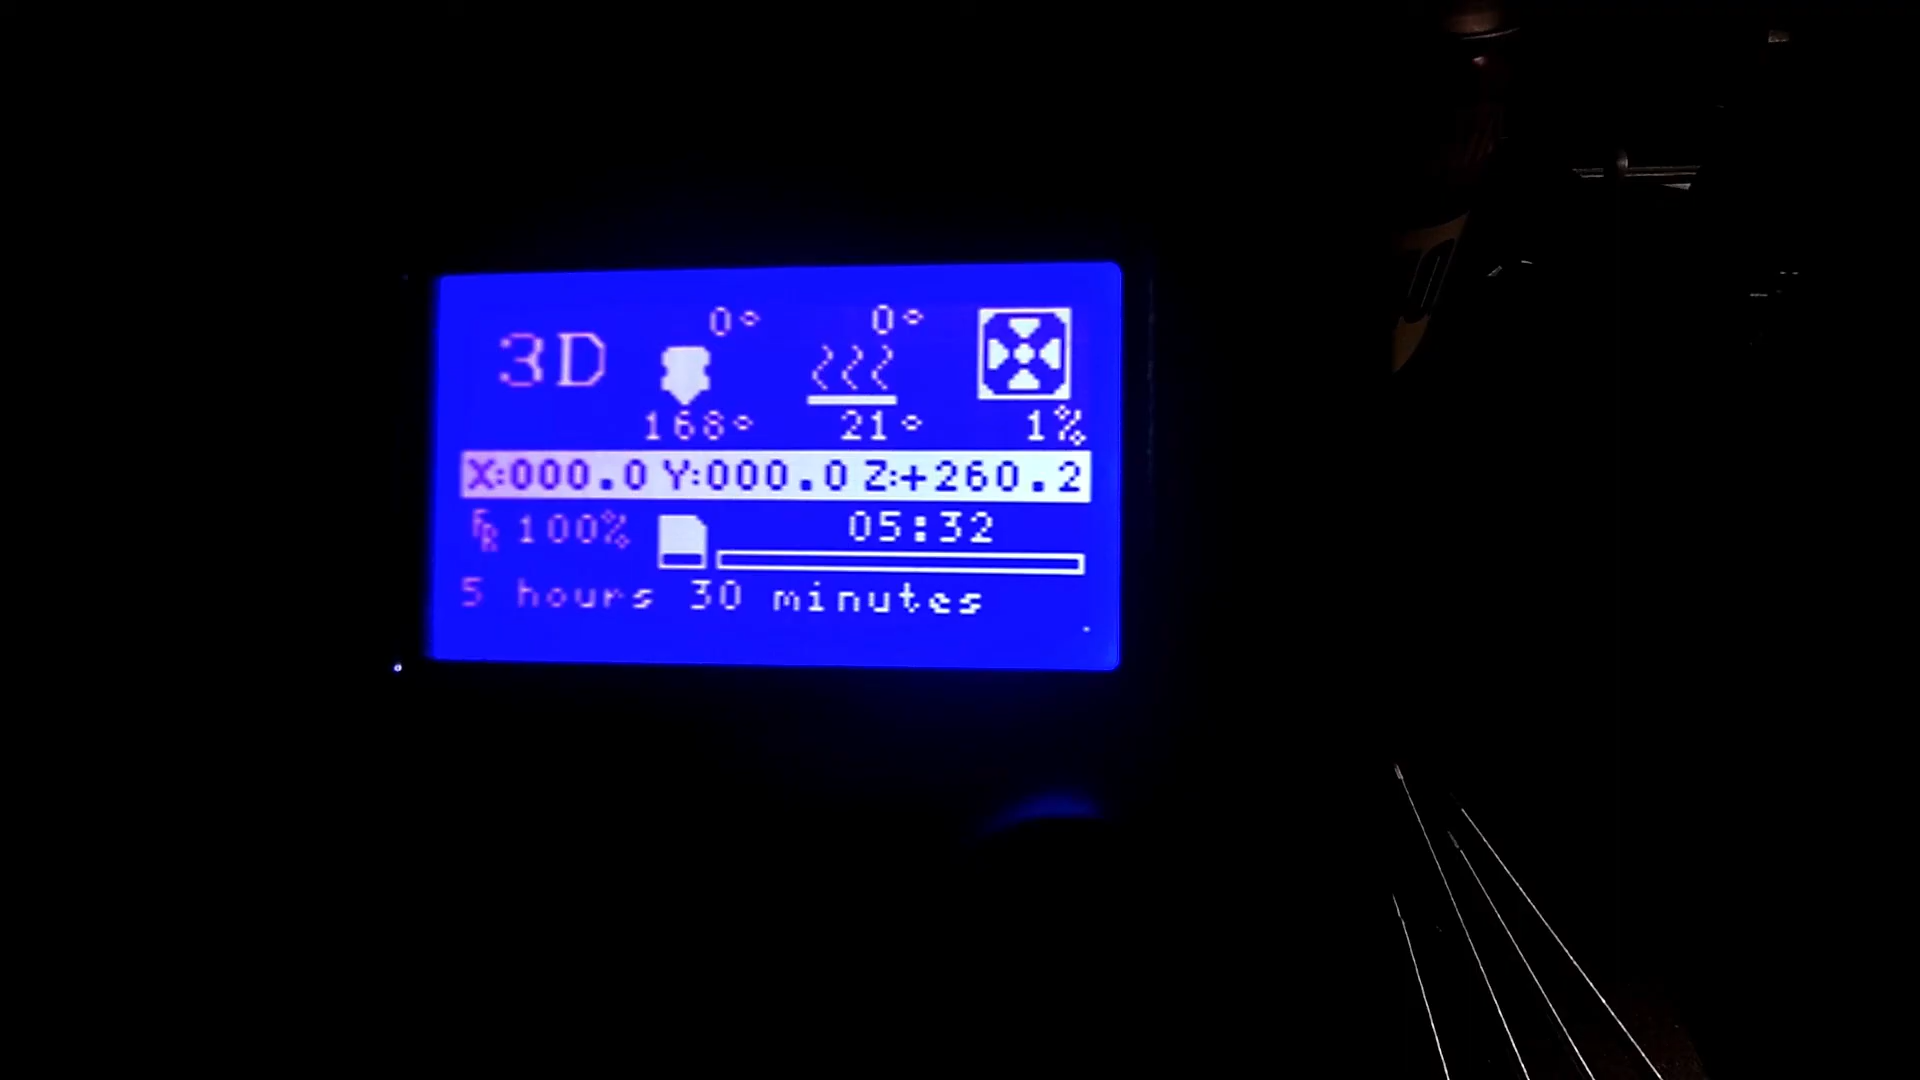 0° 0°
3D
168° 21° 1%
X:000.0 Y:000.0 Z:+260.2
FR 100% 05:32
5 hours 30 minutes